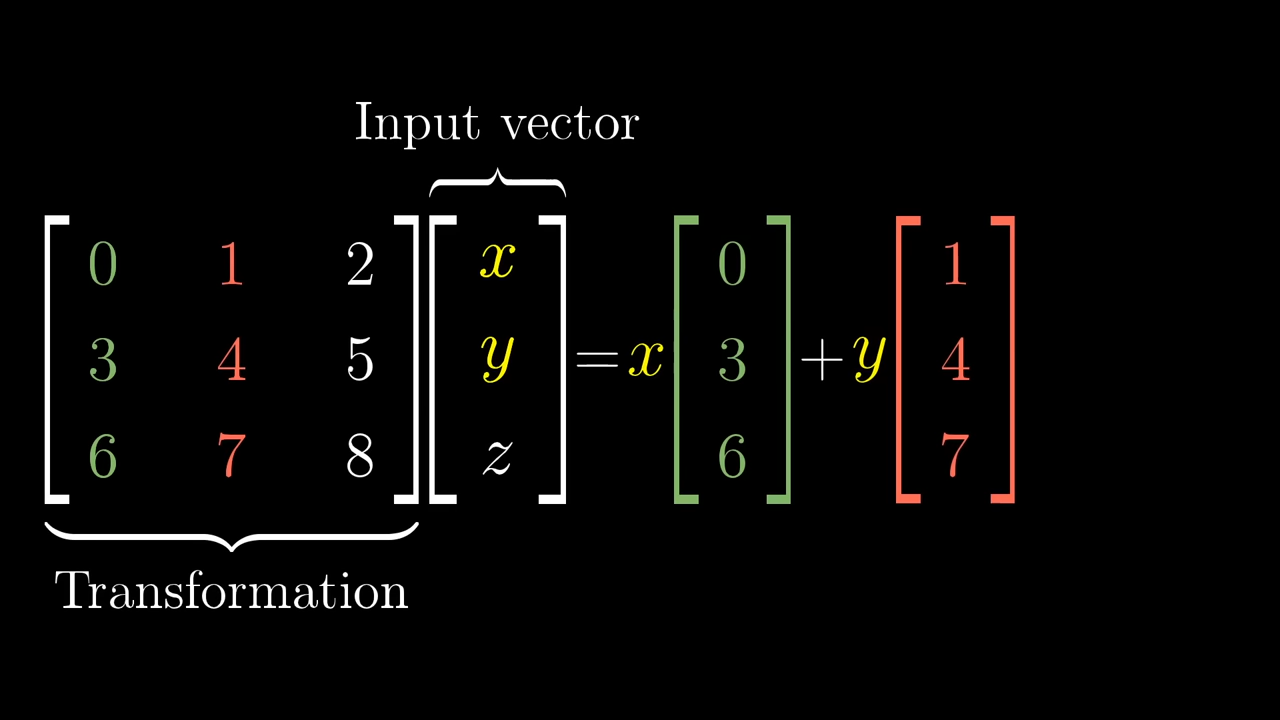 Input vector
[0 1 2] [x] = x [0] + y [1]
[3 4 5] [y] [3] [4]
[6 7 8] [z] [6] [7]
Transformation